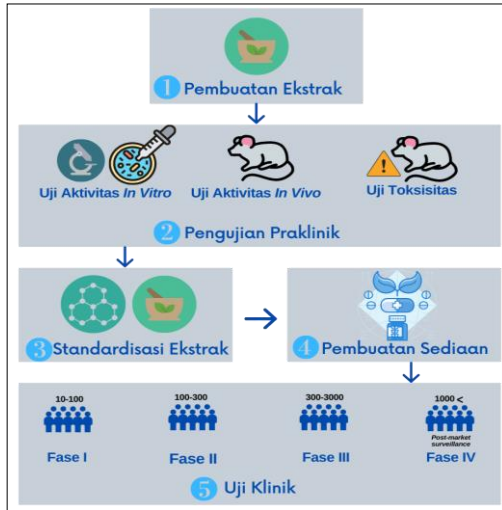 1 Pembuatan Ekstrak
Uji Aktivitas In Vitro
Uji Aktivitas In Vivo
Uji Toksisitas
2 Pengujian Praklinik
3 Standardisasi Ekstrak
4 Pembuatan Sediaan
10-100
100-300
300-3000
1000 <
Post-market
surveillance
Fase I
Fase II
Fase III
Fase IV
5 Uji Klinik